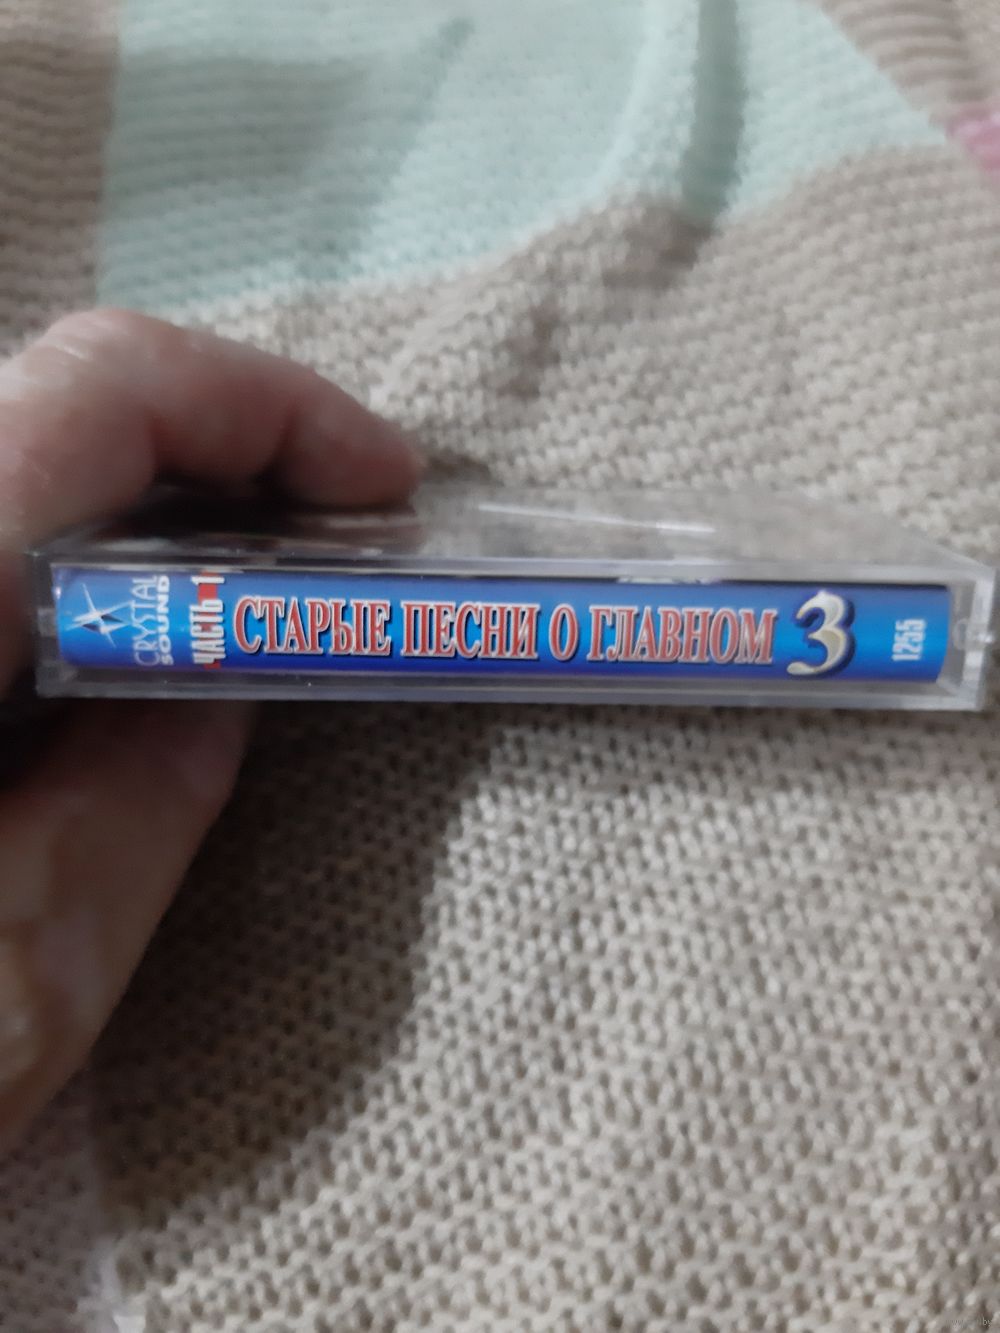 CRYSTAL
SOUND
ЧАСТЬ 1
СТАРЫЕ ПЕСНИ О ГЛАВНОМ 3
1255